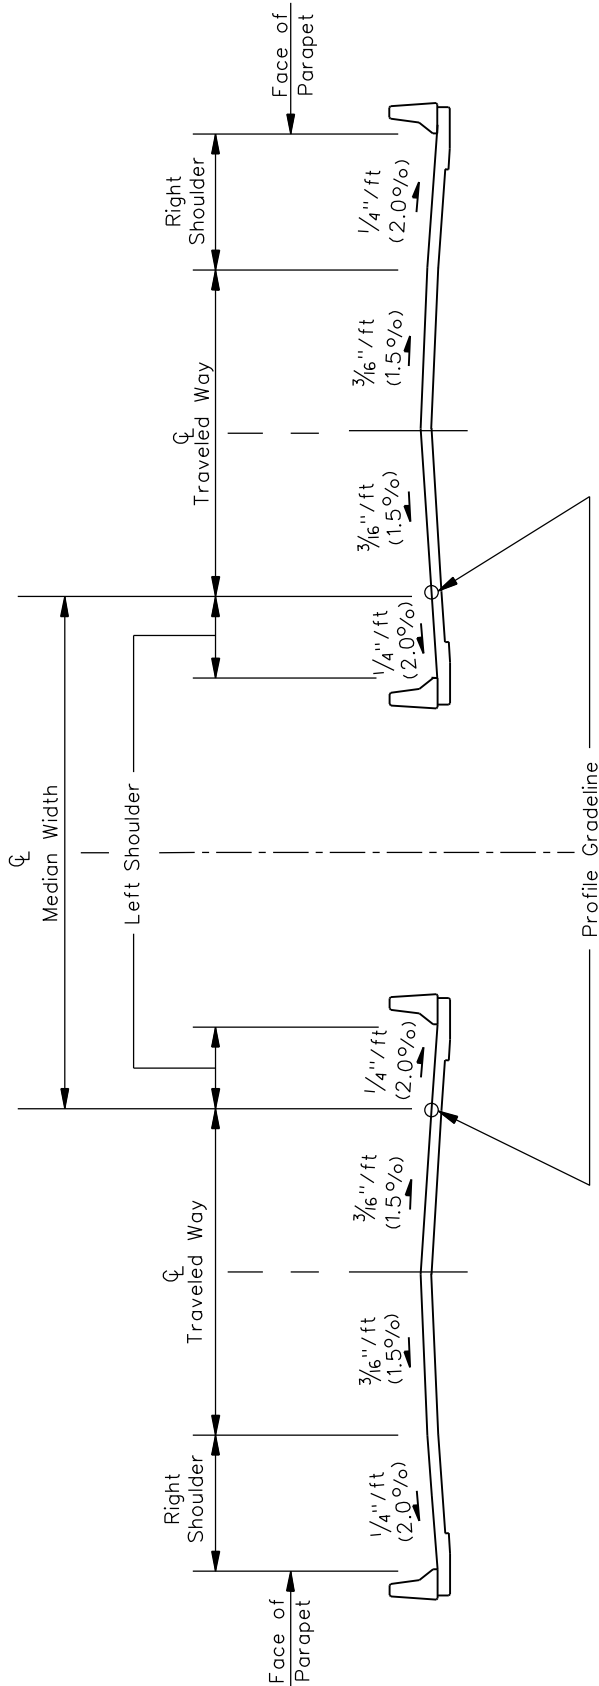 ℄
Median Width
Left Shoulder
Right
Shoulder
℄
Traveled Way
℄
Traveled Way
Right
Shoulder
Face of
Parapet
Face of
Parapet
1/4"/ft
(2.0%)
3/16"/ft
(1.5%)
3/16"/ft
(1.5%)
1/4"/ft
(2.0%)
1/4"/ft
(2.0%)
3/16"/ft
(1.5%)
3/16"/ft
(1.5%)
1/4"/ft
(2.0%)
Profile Gradeline